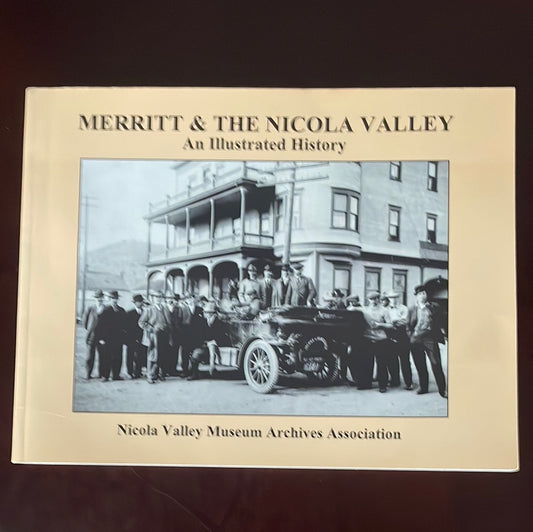 MERRITT & THE NICOLA VALLEY
An Illustrated History
Nicola Valley Museum Archives Association